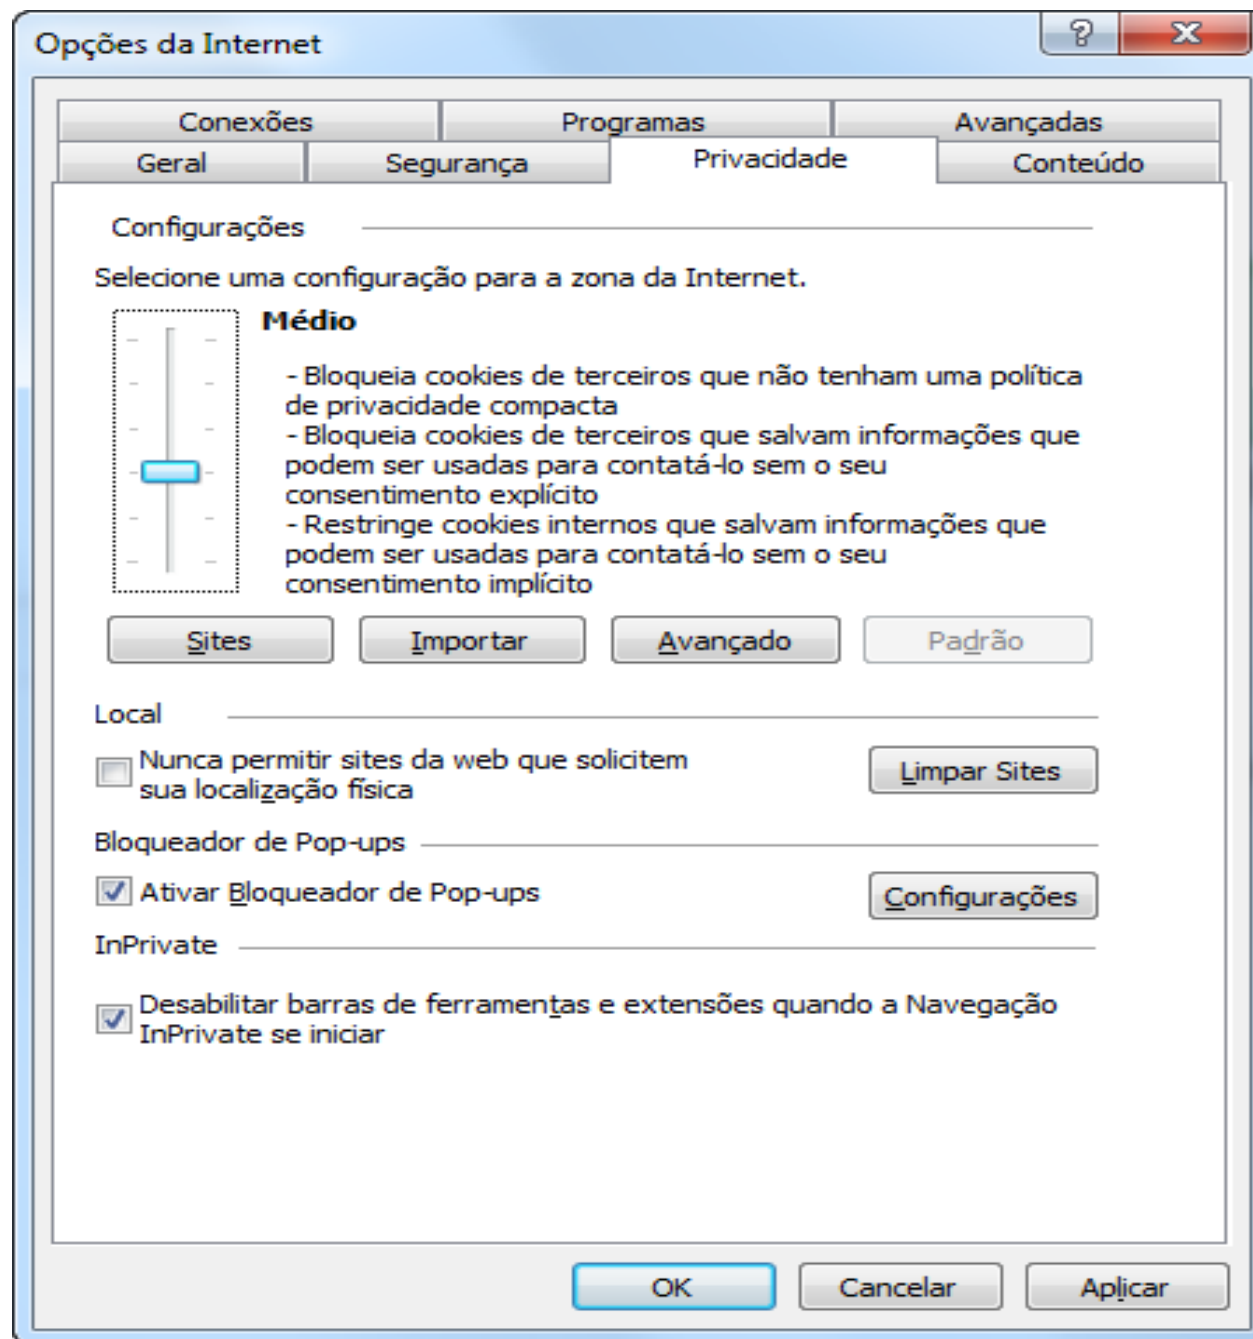 Opções da Internet
Conexões
Programas
Avançadas
Geral
Segurança
Privacidade
Conteúdo
Configurações
Selecione uma configuração para a zona da Internet.
Médio
- Bloqueia cookies de terceiros que não tenham uma política
de privacidade compacta
- Bloqueia cookies de terceiros que salvam informações que
podem ser usadas para contatá-lo sem o seu
consentimento explícito
- Restringe cookies internos que salvam informações que
podem ser usadas para contatá-lo sem o seu
consentimento implícito
Sites
Importar
Avançado
Padrão
Local
Nunca permitir sites da web que solicitem
sua localização física
Limpar Sites
Bloqueador de Pop-ups
Ativar Bloqueador de Pop-ups
Configurações
InPrivate
Desabilitar barras de ferramentas e extensões quando a Navegação
InPrivate se iniciar
OK
Cancelar
Aplicar